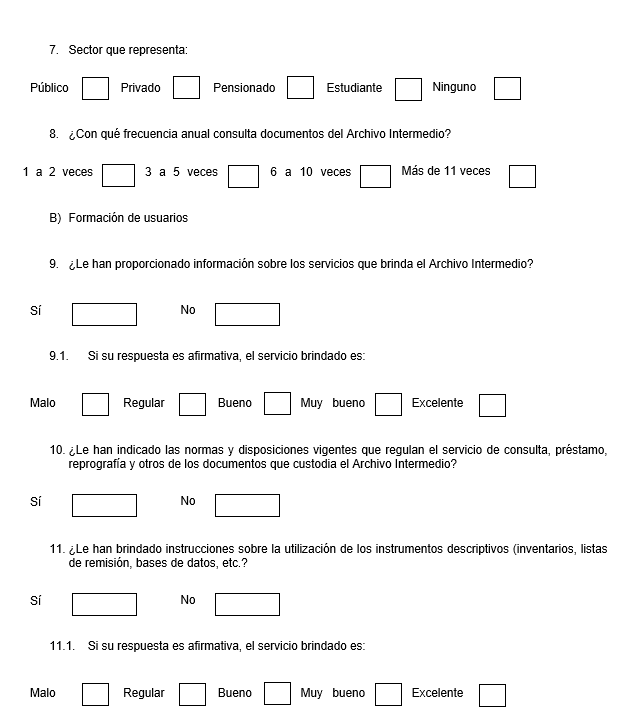 7. Sector que representa:
Público Privado Pensionado Estudiante Ninguno
8. ¿Con qué frecuencia anual consulta documentos del Archivo Intermedio?
1 a 2 veces 3 a 5 veces 6 a 10 veces Más de 11 veces
B) Formación de usuarios
9. ¿Le han proporcionado información sobre los servicios que brinda el Archivo Intermedio?
Sí No
9.1. Si su respuesta es afirmativa, el servicio brindado es:
Malo Regular Bueno Muy bueno Excelente
10. ¿Le han indicado las normas y disposiciones vigentes que regulan el servicio de consulta, préstamo,
reprografía y otros de los documentos que custodia el Archivo Intermedio?
Sí No
11. ¿Le han brindado instrucciones sobre la utilización de los instrumentos descriptivos (inventarios, listas
de remisión, bases de datos, etc.?
Sí No
11.1. Si su respuesta es afirmativa, el servicio brindado es:
Malo Regular Bueno Muy bueno Excelente